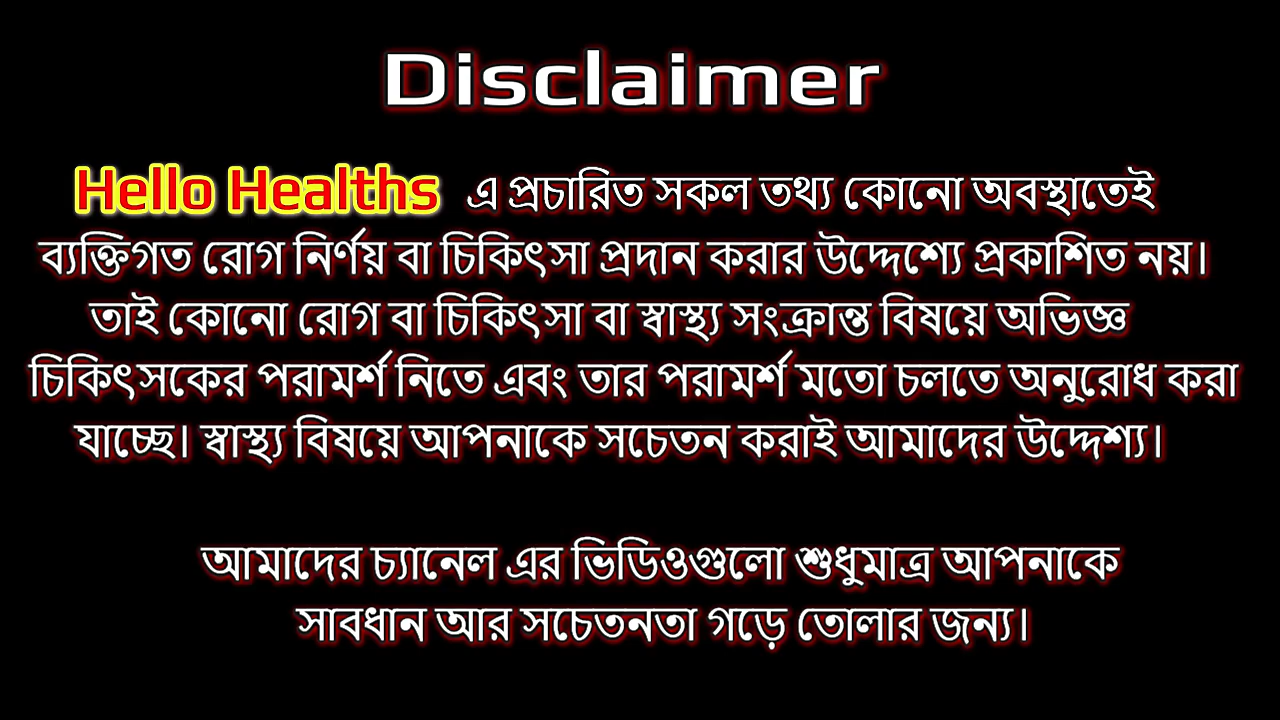 Disclaimer
Hello Healths এ প্রচারিত সকল তথ্য কোনো অবস্থাতেই
ব্যক্তিগত রোগ নির্ণয় বা চিকিৎসা প্রদান করার উদ্দেশ্যে প্রকাশিত নয়।
তাই কোনো রোগ বা চিকিৎসা বা স্বাস্থ্য সংক্রান্ত বিষয়ে অভিজ্ঞ
চিকিৎসকের পরামর্শ নিতে এবং তার পরামর্শ মতো চলতে অনুরোধ করা
যাচ্ছে। স্বাস্থ্য বিষয়ে আপনাকে সচেতন করাই আমাদের উদ্দেশ্য।
আমাদের চ্যানেল এর ভিডিওগুলো শুধুমাত্র আপনাকে
সাবধান আর সচেতনতা গড়ে তোলার জন্য।